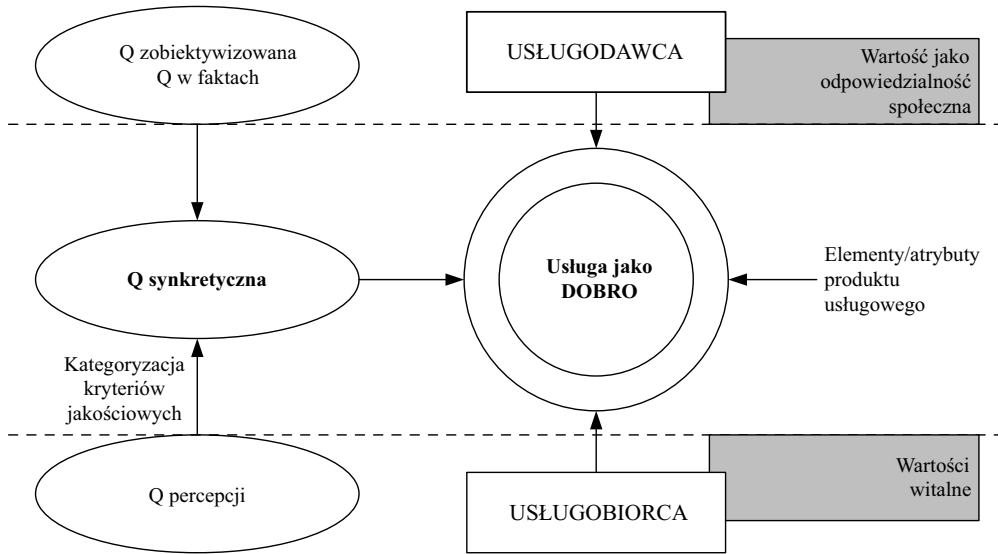 Q zobiektywizowana
Q w faktach
USŁUGODAWCA
Wartość jako
odpowiedzialność
społeczna
Q synkretyczna
Usługa jako
DOBRO
Elementy/atrybuty
produktu
usługowego
Kategoryzacja
kryteriów
jakościowych
Q percepcji
USŁUGOBIORCA
Wartości
witalne